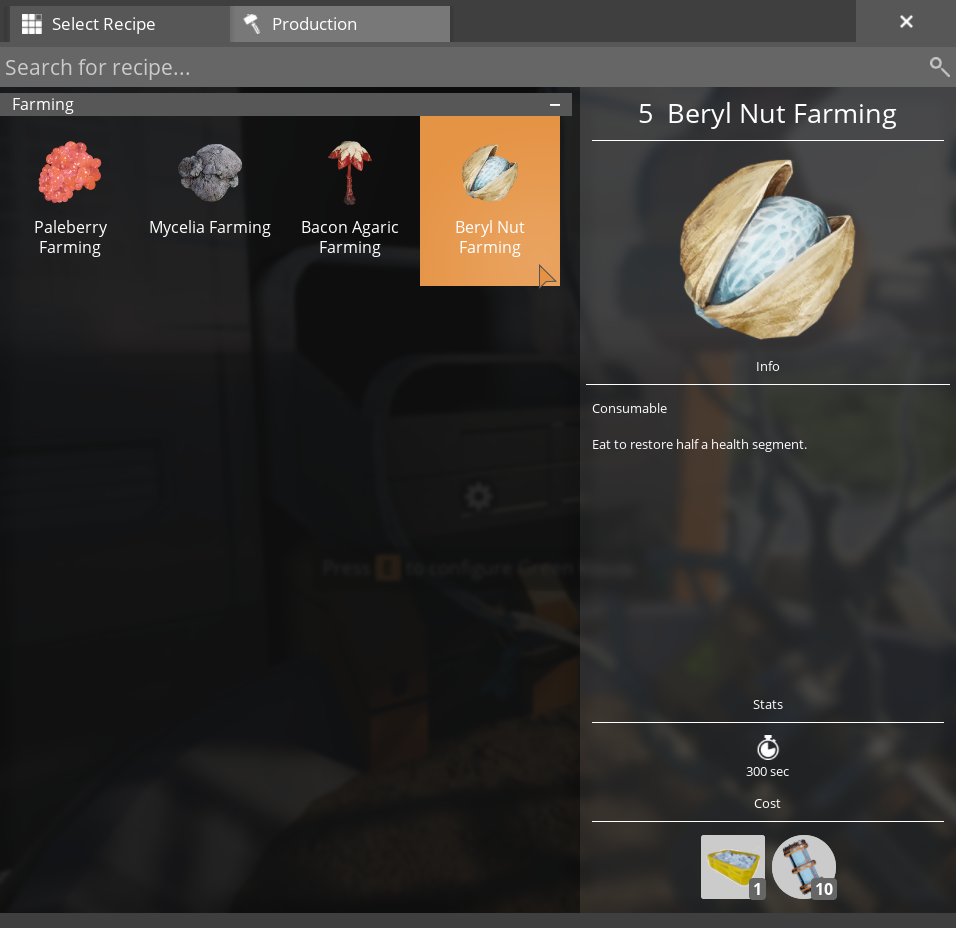 Select Recipe
Production
Search for recipe...
Farming
Paleberry
Farming
Mycelia Farming
Bacon Agaric
Farming
Beryl Nut
Farming
Press E to configure Green House
5 Beryl Nut Farming
Info
Consumable
Eat to restore half a health segment.
Stats
300 sec
Cost
1
10